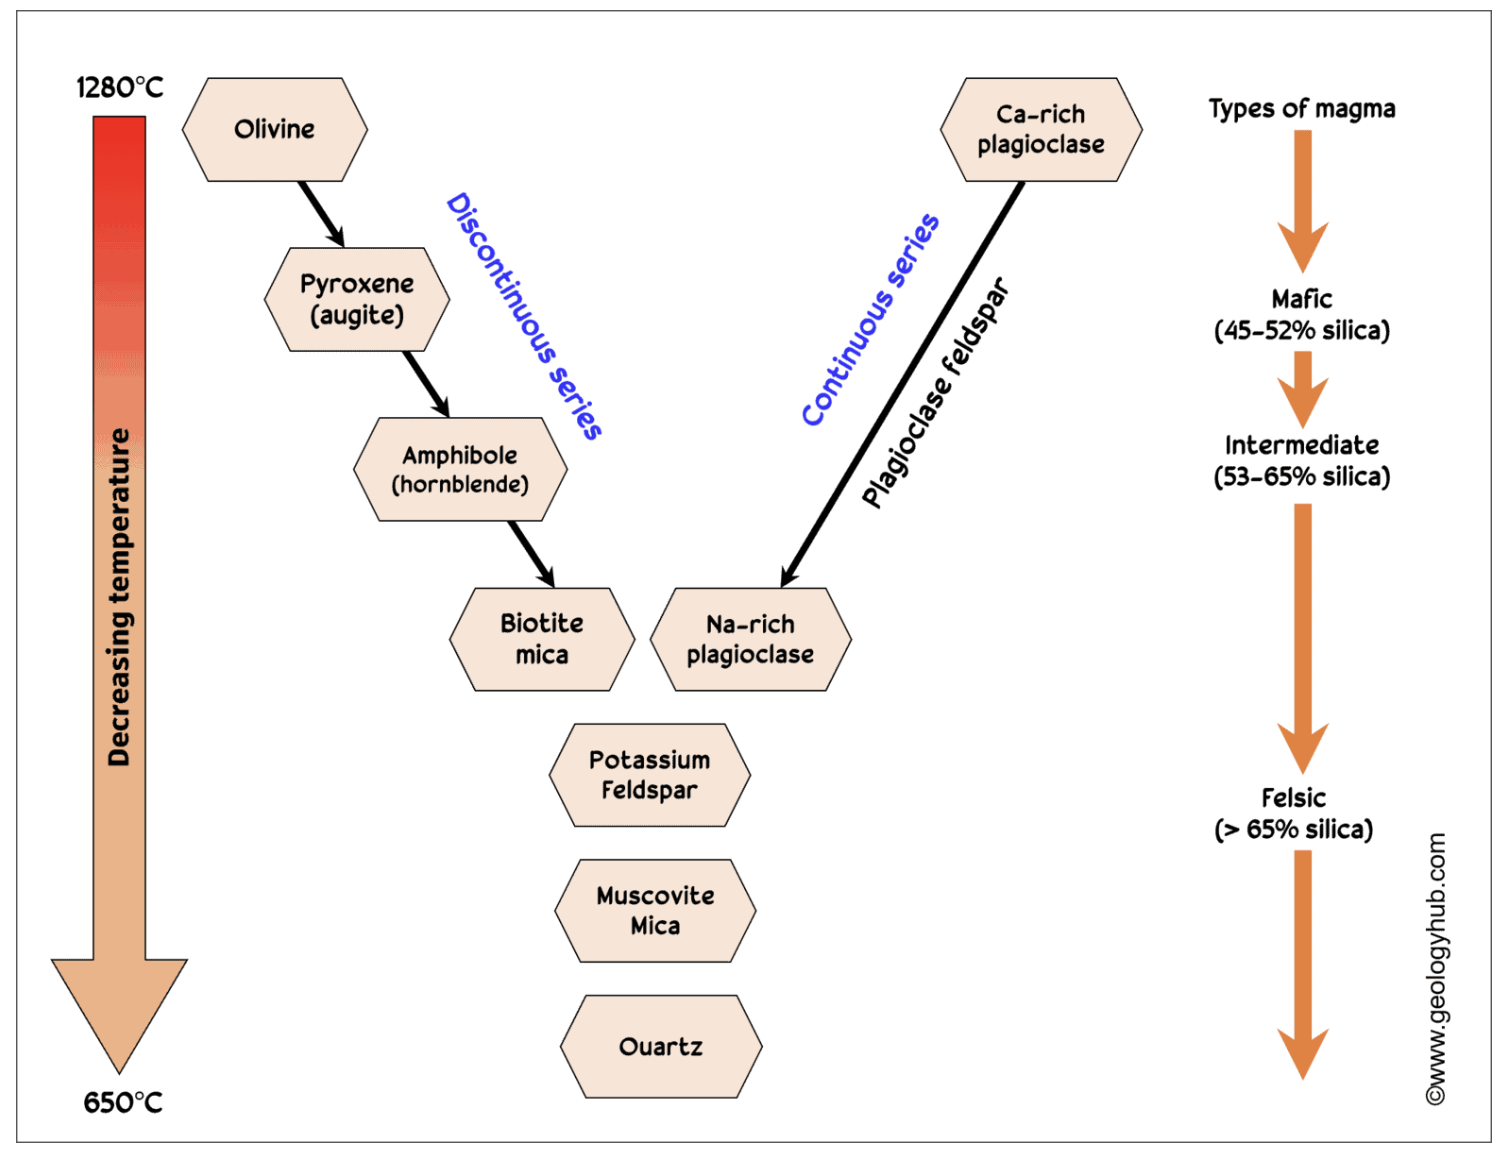 1280°C
Olivine
Ca-rich
plagioclase
Types of magma
Discontinuous series
Continuous series
Plagioclase feldspar
Pyroxene
(augite)
Mafic
(45-52% silica)
Amphibole
(hornblende)
Intermediate
(53-65% silica)
Decreasing temperature
Biotite
mica
Na-rich
plagioclase
Potassium
Feldspar
Felsic
(> 65% silica)
Muscovite
Mica
Ouartz
650°C
©www.geologyhub.com